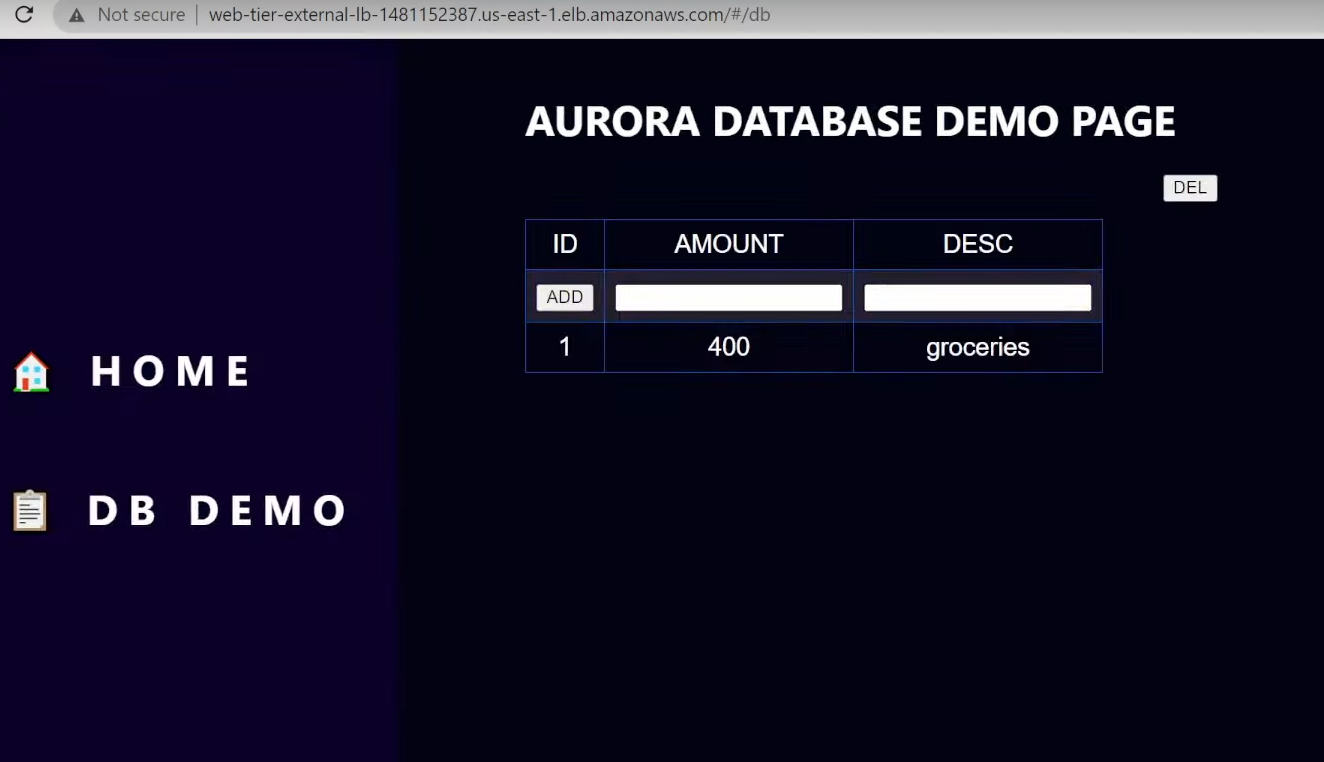 Not secure | web-tier-external-lb-1481152387.us-east-1.elb.amazonaws.com/#/db
AURORA DATABASE DEMO PAGE
DEL
ID AMOUNT DESC
ADD
1 400 groceries
HOME
DB DEMO